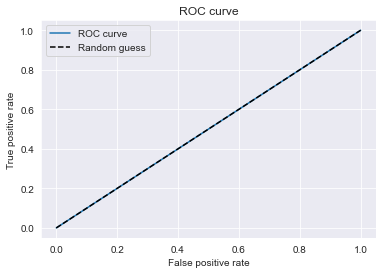 ROC curve
ROC curve
Random guess
True positive rate
1.0
0.8
0.6
0.4
0.2
0.0
0.0 0.2 0.4 0.6 0.8 1.0
False positive rate